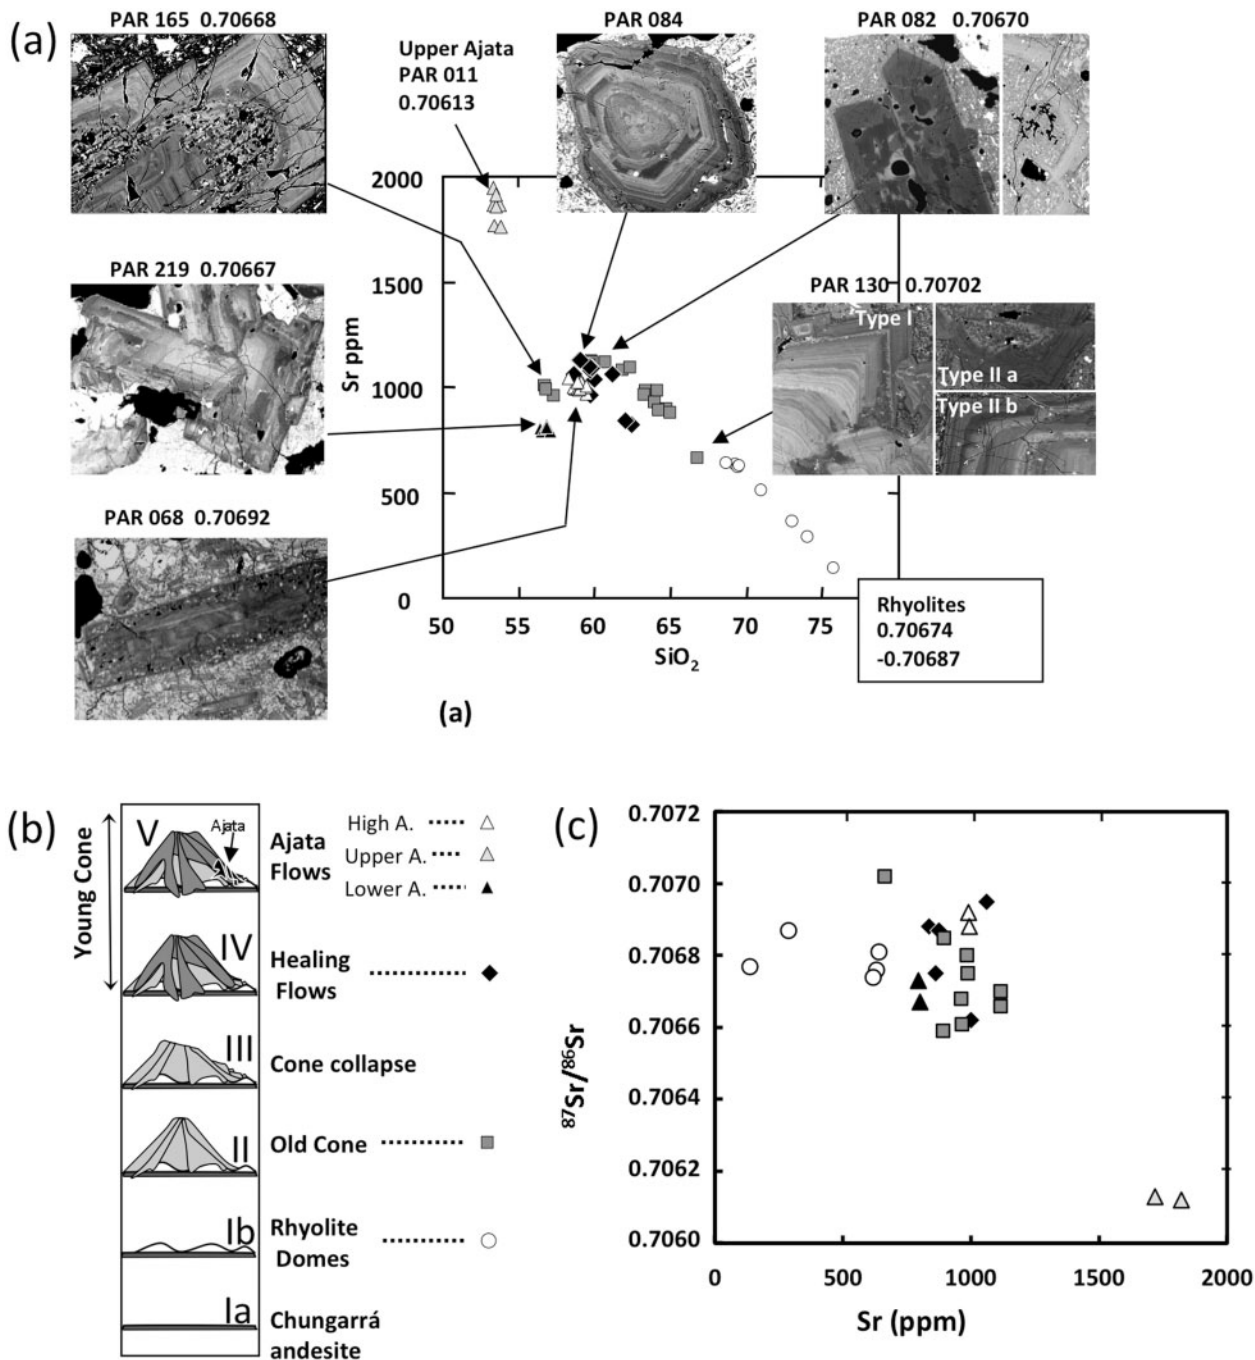 (a)
PAR 165 0.70668
Upper Ajata
PAR 011
0.70613
PAR 084
PAR 082 0.70670
PAR 219 0.70667
PAR 130 0.70702
Type I
Type II a
Type II b
PAR 068 0.70692
2000
1500
1000
500
0
Sr ppm
50 55 60 65 70 75
SiO2
Rhyolites
0.70674
-0.70687
(a)
(b)
Young Cone
V
Ajata
Ajata
Flows
High A.
Upper A.
Lower A.
IV
Healing
Flows
III
Cone collapse
II
Old Cone
Ib
Rhyolite
Domes
Ia
Chungarrá
andesite
(c)
0.7072
0.7070
0.7068
0.7066
0.7064
0.7062
0.7060
87Sr/86Sr
0 500 1000 1500 2000
Sr (ppm)